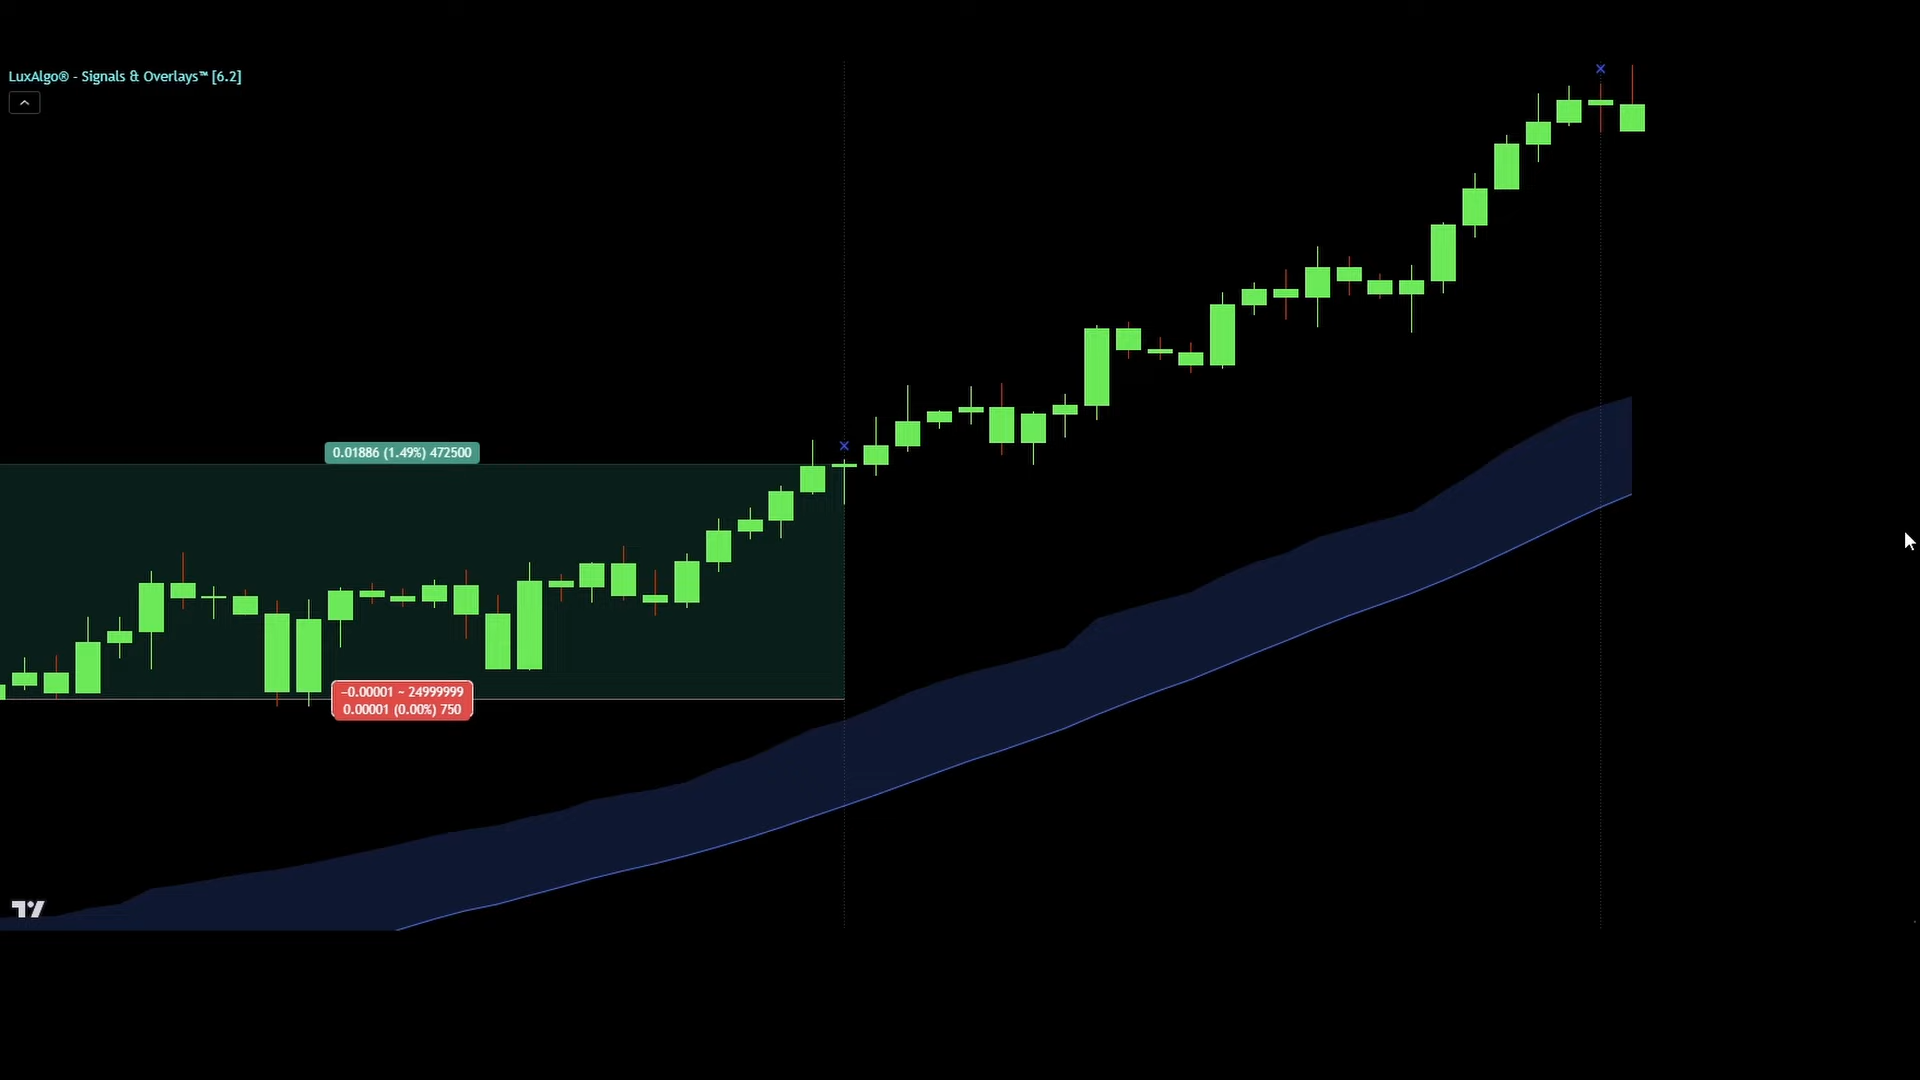 LuxAlgo® - Signals & Overlays™ [6.2]
0.01886 (1.49%) 472500
−0.00001 ~ 24999999
0.00001 (0.00%) 750